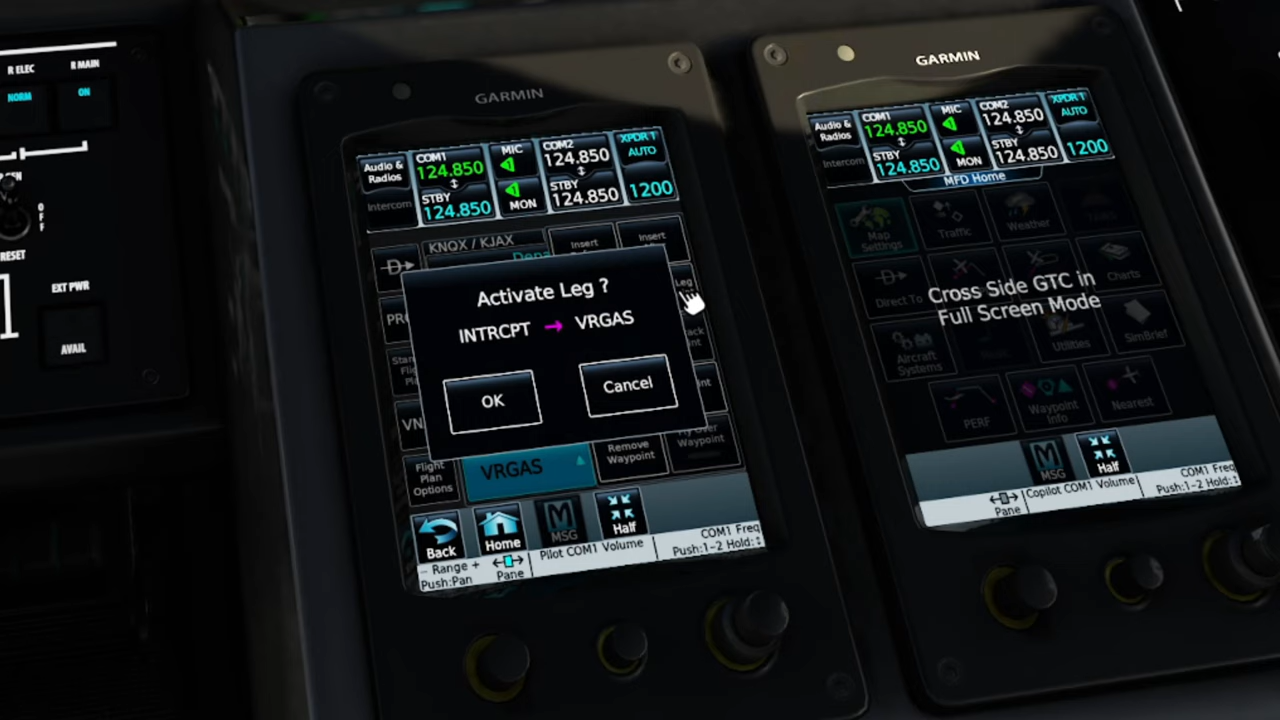 R ELEC
R MAIN
NORM
ON
O
F
F
RESET
EXT PWR
AVAIL
GARMIN
Audio &
Radios
Intercom
COM1
124.850
STBY
124.850
MIC
MON
COM2
124.850
STBY
124.850
XPDR 1
AUTO
1200
KNQX / KJAX
Insert
Insert
Leg
Activate Leg ?
INTRCPT → VRGAS
OK
Cancel
Flight
Plan
Options
VRGAS
Remove
Waypoint
Fly Over
Waypoint
Back
Home
MSG
Half
– Range +
Push:Pan
Pane
Pilot COM1 Volume
COM1 Freq
Push:1–2 Hold:↕
GARMIN
Audio &
Radios
Intercom
COM1
124.850
STBY
124.850
MIC
MON
COM2
124.850
STBY
124.850
XPDR 1
AUTO
1200
MFD Home
Map
Settings
Traffic
Weather
Direct To
Charts
Cross Side GTC in
Full Screen Mode
Aircraft
Systems
Utilities
SimBrief
PERF
Waypoint
Info
Nearest
MSG
Half
Pane
Copilot COM1 Volume
COM1 Freq
Push:1–2 Hold:↕